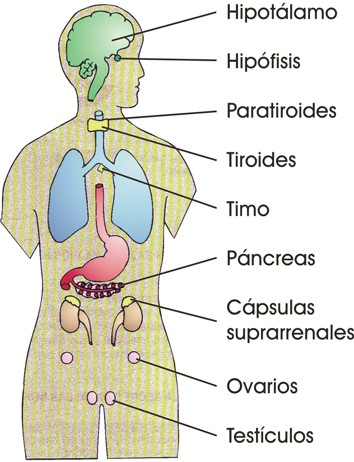 Hipotálamo
Hipófisis
Paratiroides
Tiroides
Timo
Páncreas
Cápsulas
suprarrenales
Ovarios
Testículos